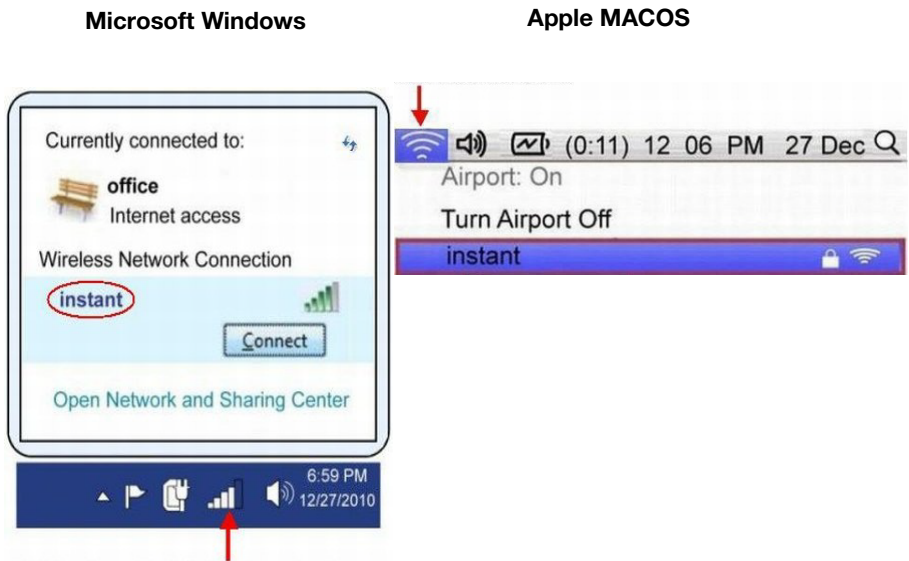 Microsoft Windows
Apple MACOS
Currently connected to:
office
Internet access
Wireless Network Connection
instant
Connect
Open Network and Sharing Center
6:59 PM
12/27/2010
(0:11) 12 06 PM 27 Dec
Airport: On
Turn Airport Off
instant